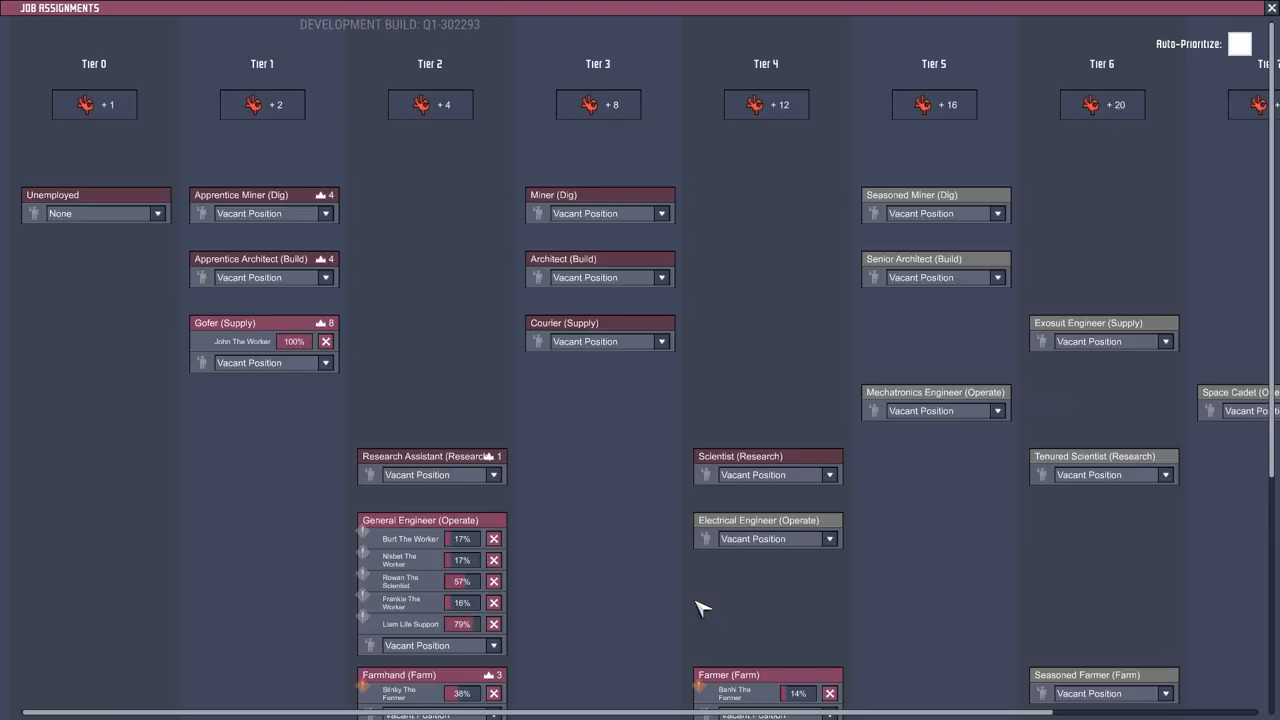 JOB ASSIGNMENTS
DEVELOPMENT BUILD: Q1-302293
Auto-Prioritize:
Tier 0
Tier 1
Tier 2
Tier 3
Tier 4
Tier 5
Tier 6
+ 1
+ 2
+ 4
+ 8
+ 12
+ 16
+ 20
Unemployed
None
Apprentice Miner (Dig) 4
Vacant Position
Miner (Dig)
Vacant Position
Seasoned Miner (Dig)
Vacant Position
Apprentice Architect (Build) 4
Vacant Position
Architect (Build)
Vacant Position
Senior Architect (Build)
Vacant Position
Gofer (Supply) 8
John The Worker 100%
Vacant Position
Courier (Supply)
Vacant Position
Exosuit Engineer (Supply)
Vacant Position
Mechatronics Engineer (Operate)
Vacant Position
Space Cadet
Vacant
Research Assistant 1
Vacant Position
Scientist (Research)
Vacant Position
Tenured Scientist (Research)
Vacant Position
General Engineer (Operate)
Burt The Worker 17%
Nisbet The
Worker 17%
Rowan The
Scientist 57%
Frankie The
Worker 16%
Liam Life Support 79%
Vacant Position
Electrical Engineer (Operate)
Vacant Position
Farmhand (Farm) 3
Stinky The
Farmer 38%
Vacant Position
Farmer (Farm)
Banhi The
Farmer 14%
Vacant Position
Seasoned Farmer (Farm)
Vacant Position